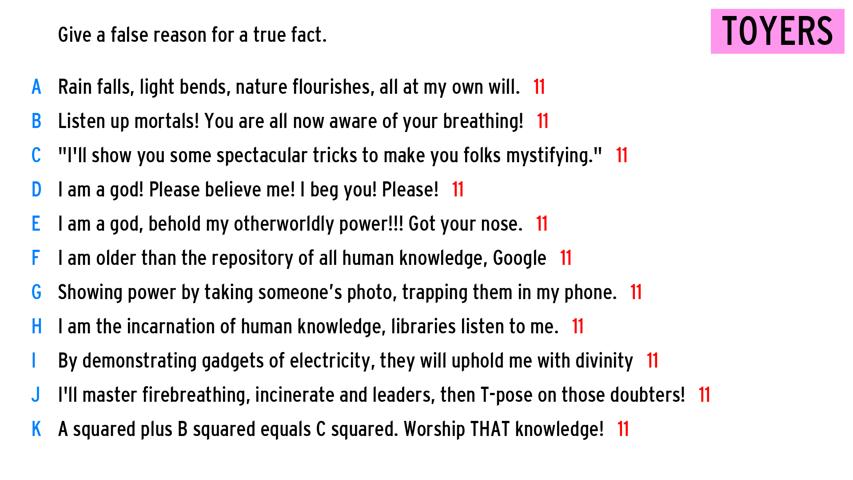 TOYERS
Give a false reason for a true fact.
A Rain falls, light bends, nature flourishes, all at my own will. 11
B Listen up mortals! You are all now aware of your breathing! 11
C "I'll show you some spectacular tricks to make you folks mystifying." 11
D I am a god! Please believe me! I beg you! Please! 11
E I am a god, behold my otherworldly power!!! Got your nose. 11
F I am older than the repository of all human knowledge, Google 11
G Showing power by taking someone's photo, trapping them in my phone. 11
H I am the incarnation of human knowledge, libraries listen to me. 11
I By demonstrating gadgets of electricity, they will uphold me with divinity 11
J I'll master firebreathing, incinerate and leaders, then T-pose on those doubters! 11
K A squared plus B squared equals C squared. Worship THAT knowledge! 11